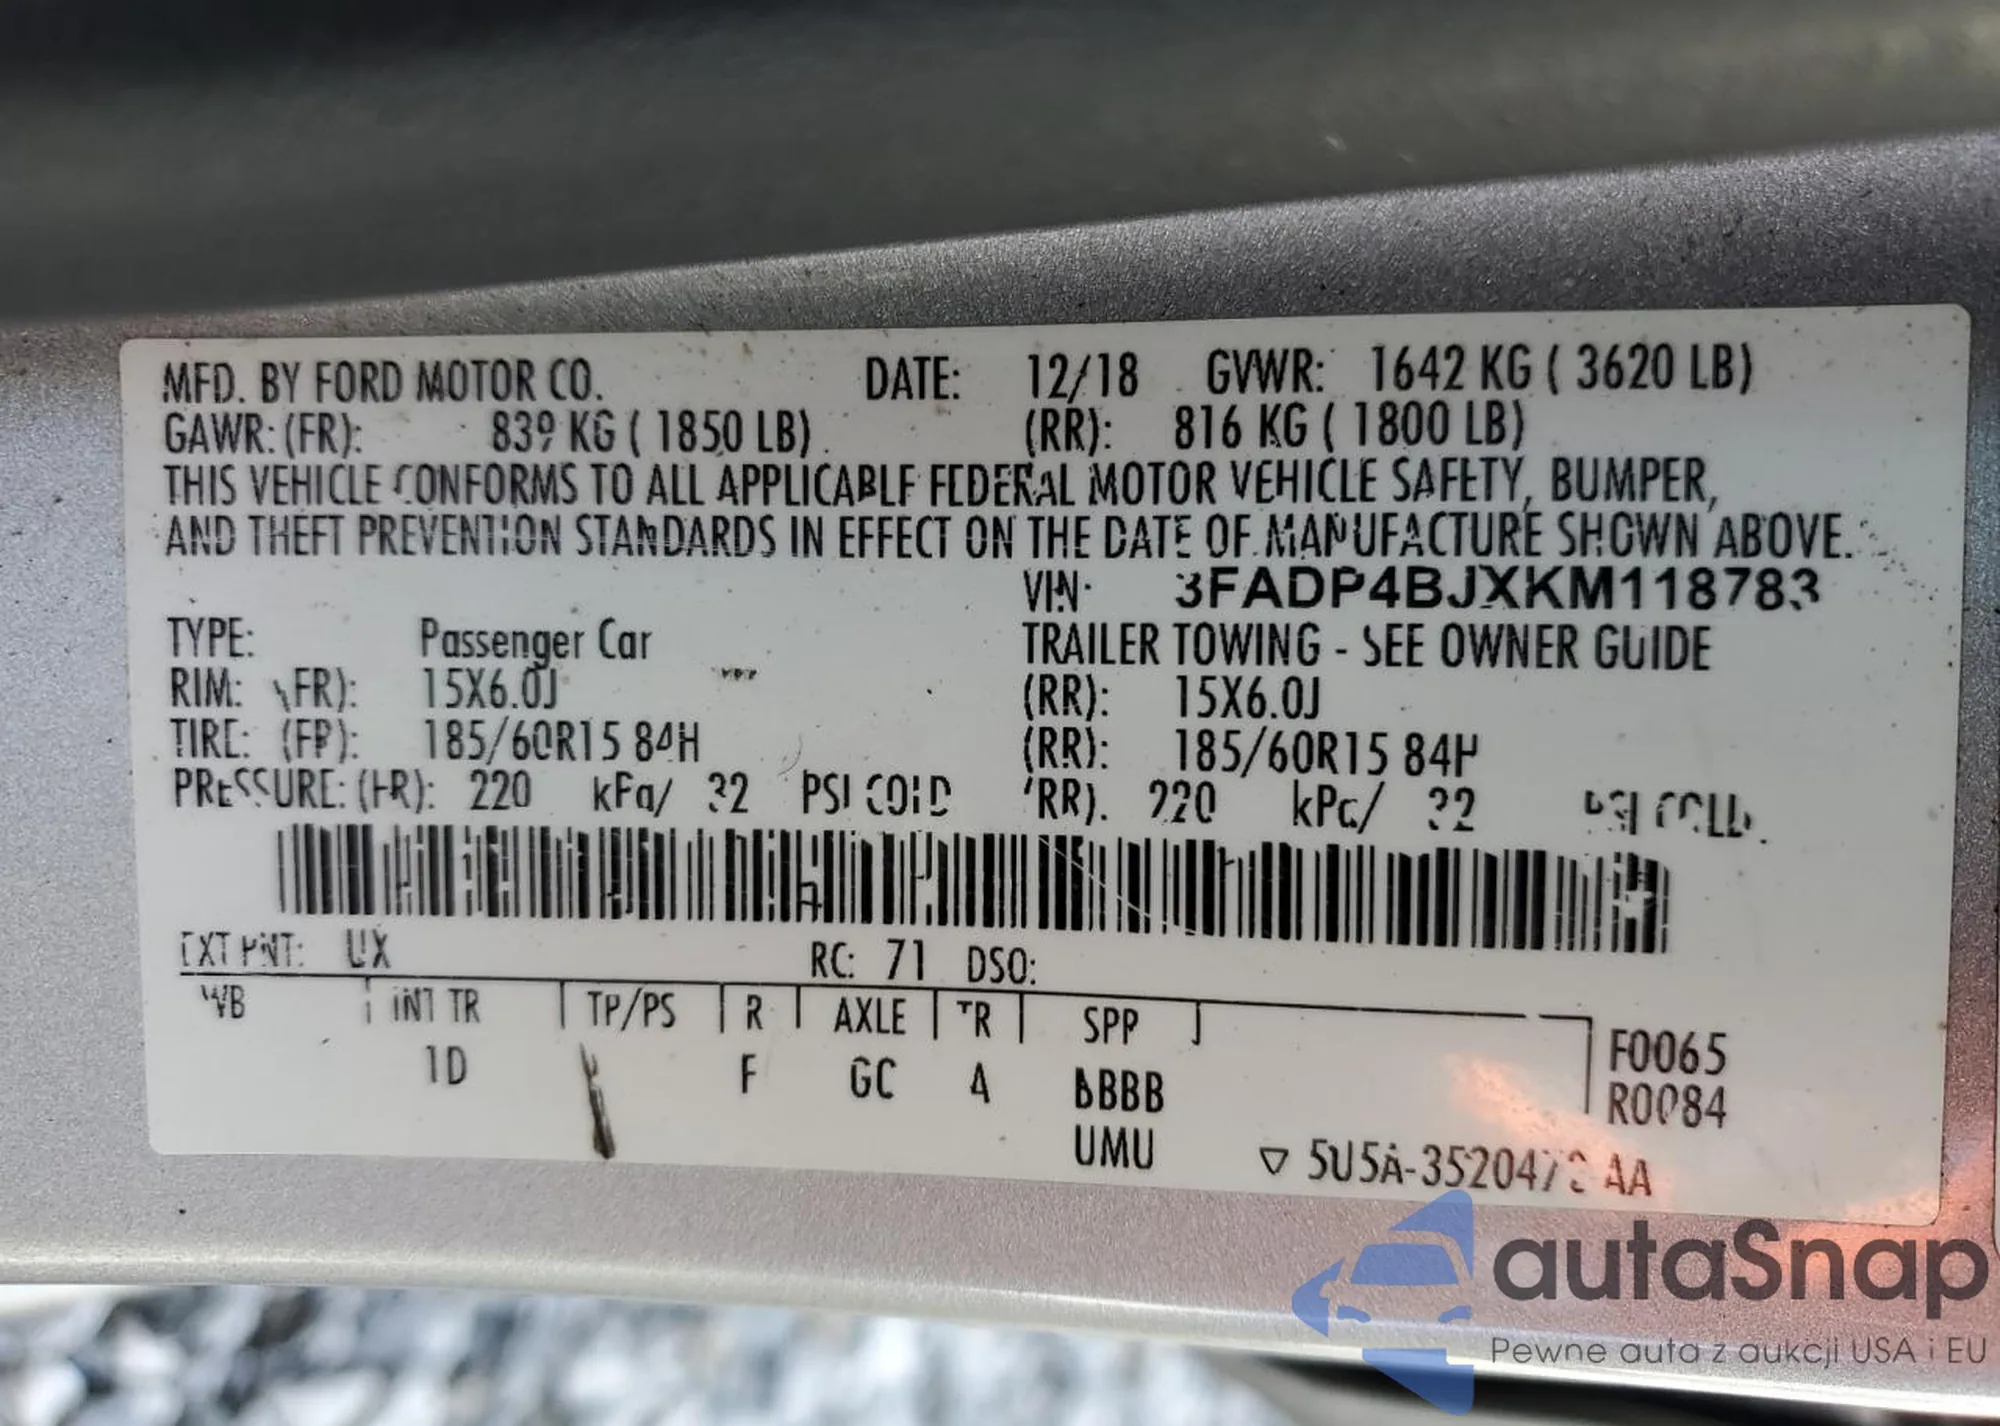 MFD. BY FORD MOTOR CO. DATE: 12/18 GVWR: 1642 KG ( 3620 LB)
GAWR: (FR): 839 KG ( 1850 LB) (RR): 816 KG ( 1800 LB)
THIS VEHICLE CONFORMS TO ALL APPLICABLE FEDERAL MOTOR VEHICLE SAFETY, BUMPER,
AND THEFT PREVENTION STANDARDS IN EFFECT ON THE DATE OF MANUFACTURE SHOWN ABOVE.
VIN: 3FADP4BJXKM118783
TYPE: Passenger Car TRAILER TOWING - SEE OWNER GUIDE
RIM: (FR): 15X6.0J (RR): 15X6.0J
TIRE: (FR): 185/60R15 84H (RR): 185/60R15 84H
PRESSURE: (FR): 220 kPa/ 32 PSI COLD (RR): 220 kPa/ 32 PSI COLD
EXT PNT: UX RC: 71 DSO:
WB INT TR TP/PS R AXLE TR SPP
1D F GC 4 BBBB
UMU
F0065
R0084
5U5A-3520472 AA
autaSnap
Pewne auta z aukcji USA i EU